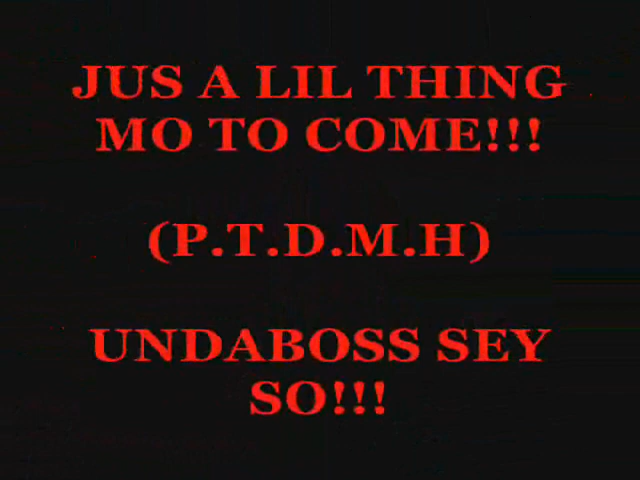 JUS A LIL THING
MO TO COME!!!
(P.T.D.M.H)
UNDABOSS SEY
SO!!!